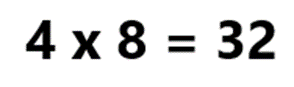 4 x 8 = 32